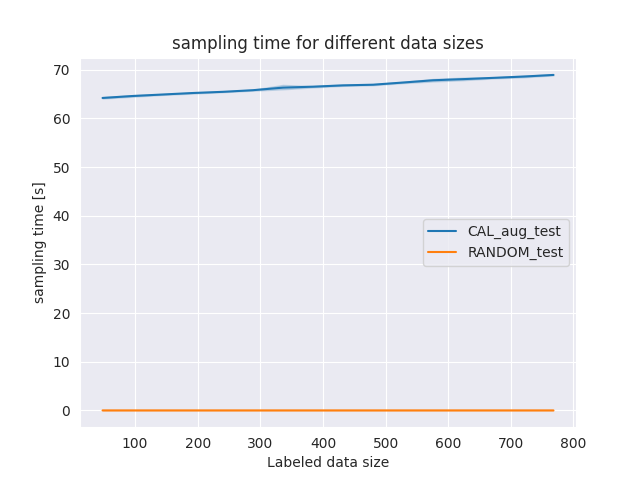 sampling time for different data sizes
70
60
50
40
30
20
10
0
sampling time [s]
CAL_aug_test
RANDOM_test
100 200 300 400 500 600 700 800
Labeled data size